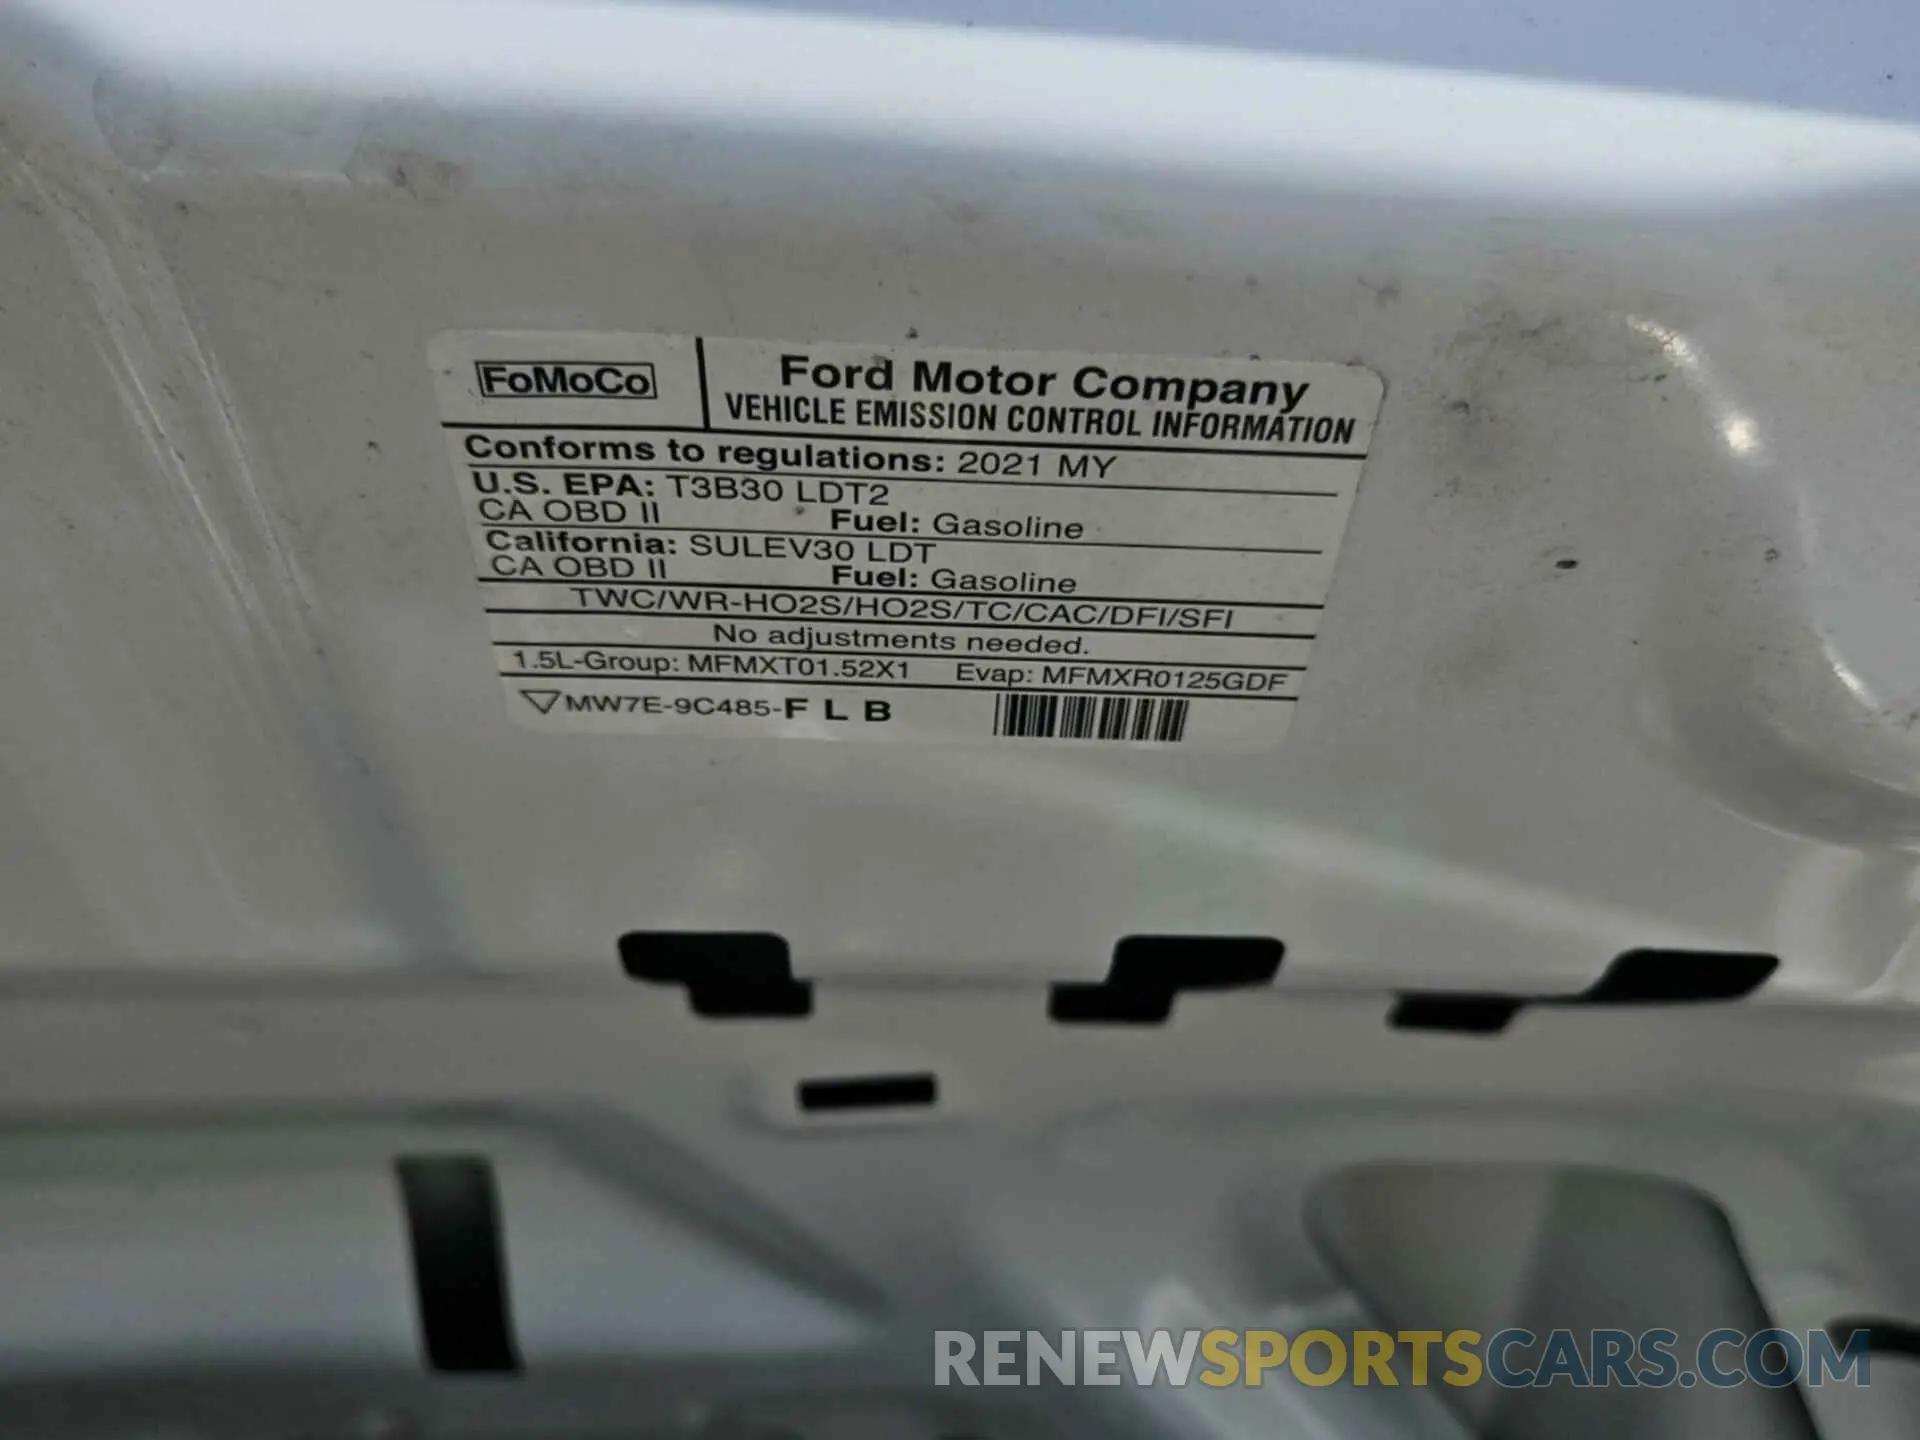 FoMoCo
Ford Motor Company
VEHICLE EMISSION CONTROL INFORMATION
Conforms to regulations: 2021 MY
U.S. EPA: T3B30 LDT2
CA OBD II Fuel: Gasoline
California: SULEV30 LDT
CA OBD II Fuel: Gasoline
TWC/WR-HO2S/HO2S/TC/CAC/DFI/SFI
No adjustments needed.
1.5L-Group: MFMXT01.52X1 Evap: MFMXR0125GDF
MW7E-9C485-F L B
RENEWSPORTSCARS.COM